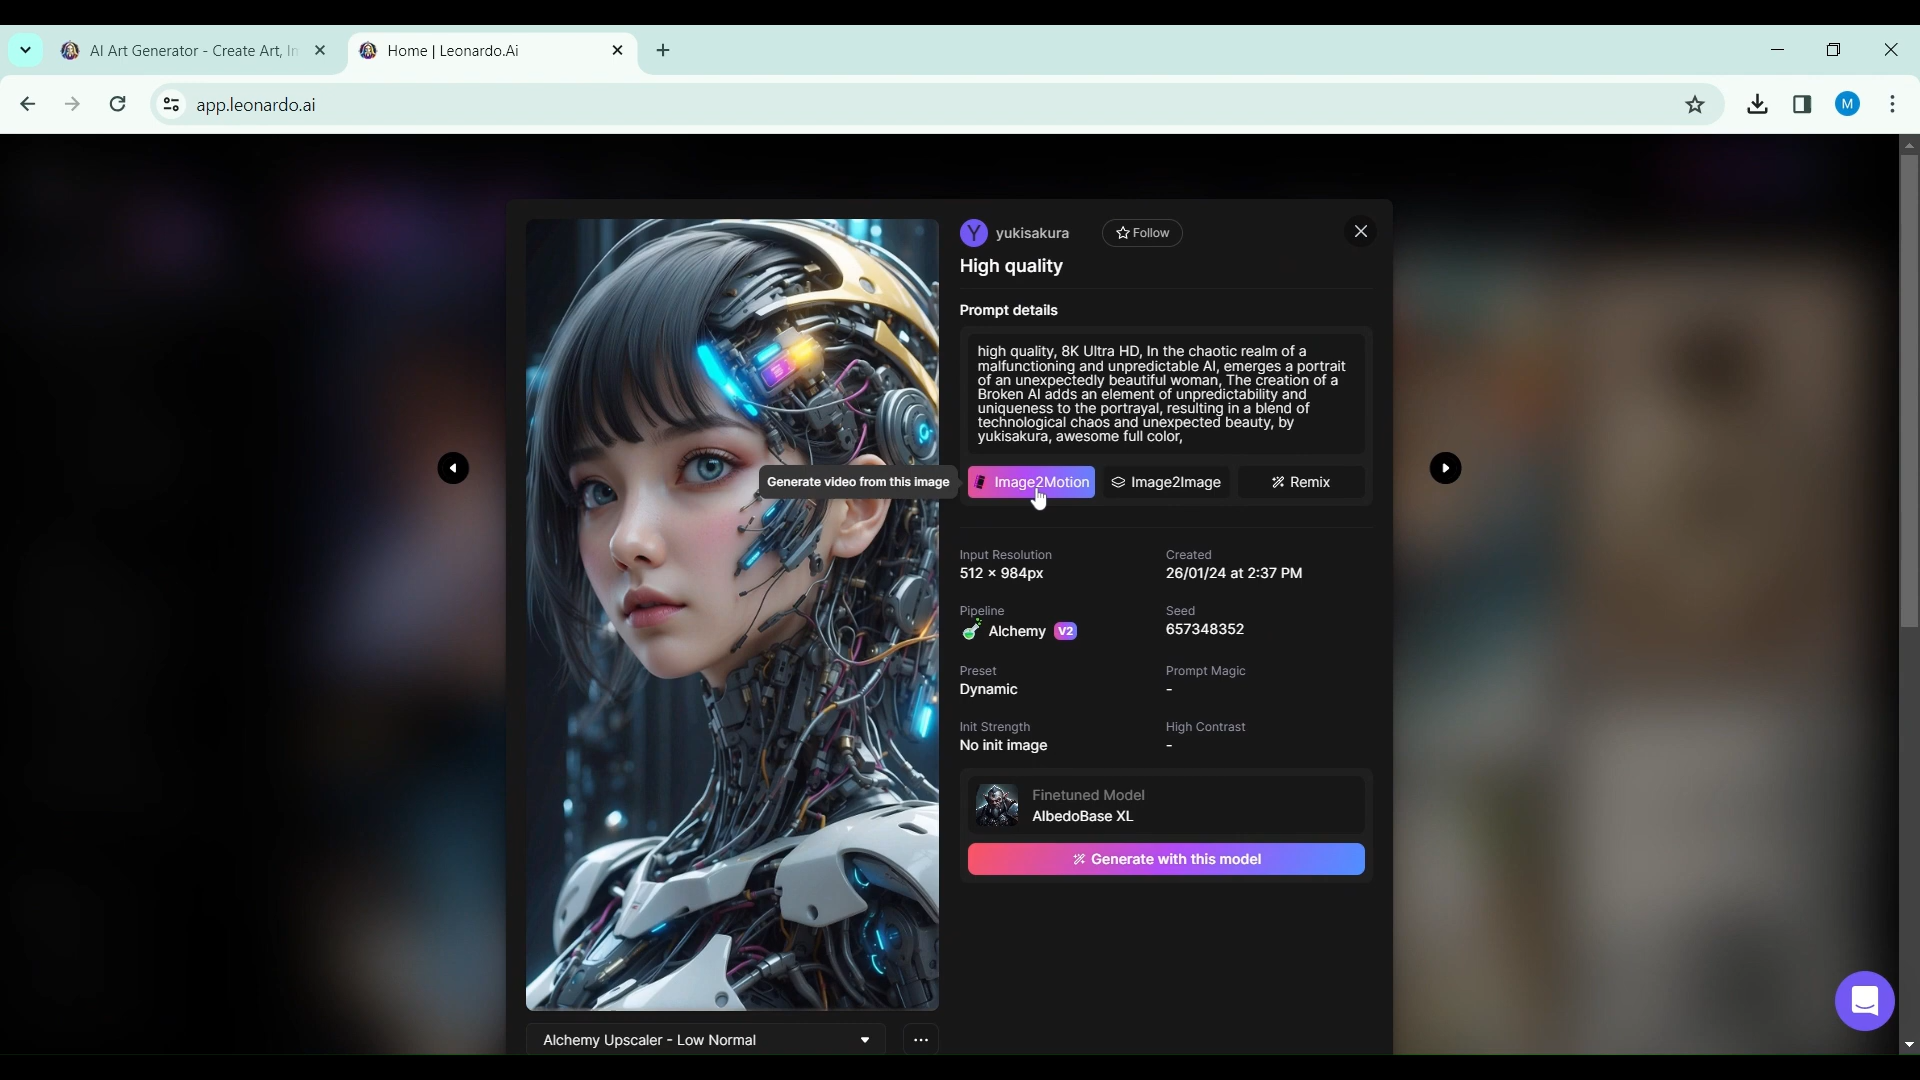 AI Art Generator - Create Art, Im
Home | Leonardo.Ai
app.leonardo.ai
M
Y yukisakura
Follow
High quality
Prompt details
high quality, 8K Ultra HD, In the chaotic realm of a
malfunctioning and unpredictable AI, emerges a portrait
of an unexpectedly beautiful woman, The creation of a
Broken AI adds an element of unpredictability and
uniqueness to the portrayal, resulting in a blend of
technological chaos and unexpected beauty, by
yukisakura, awesome full color,
Generate video from this image
Image2Motion
Image2Image
Remix
Input Resolution
512 × 984px
Created
26/01/24 at 2:37 PM
Pipeline
Alchemy V2
Seed
657348352
Preset
Dynamic
Prompt Magic
-
Init Strength
No init image
High Contrast
-
Finetuned Model
AlbedoBase XL
Generate with this model
Alchemy Upscaler - Low Normal